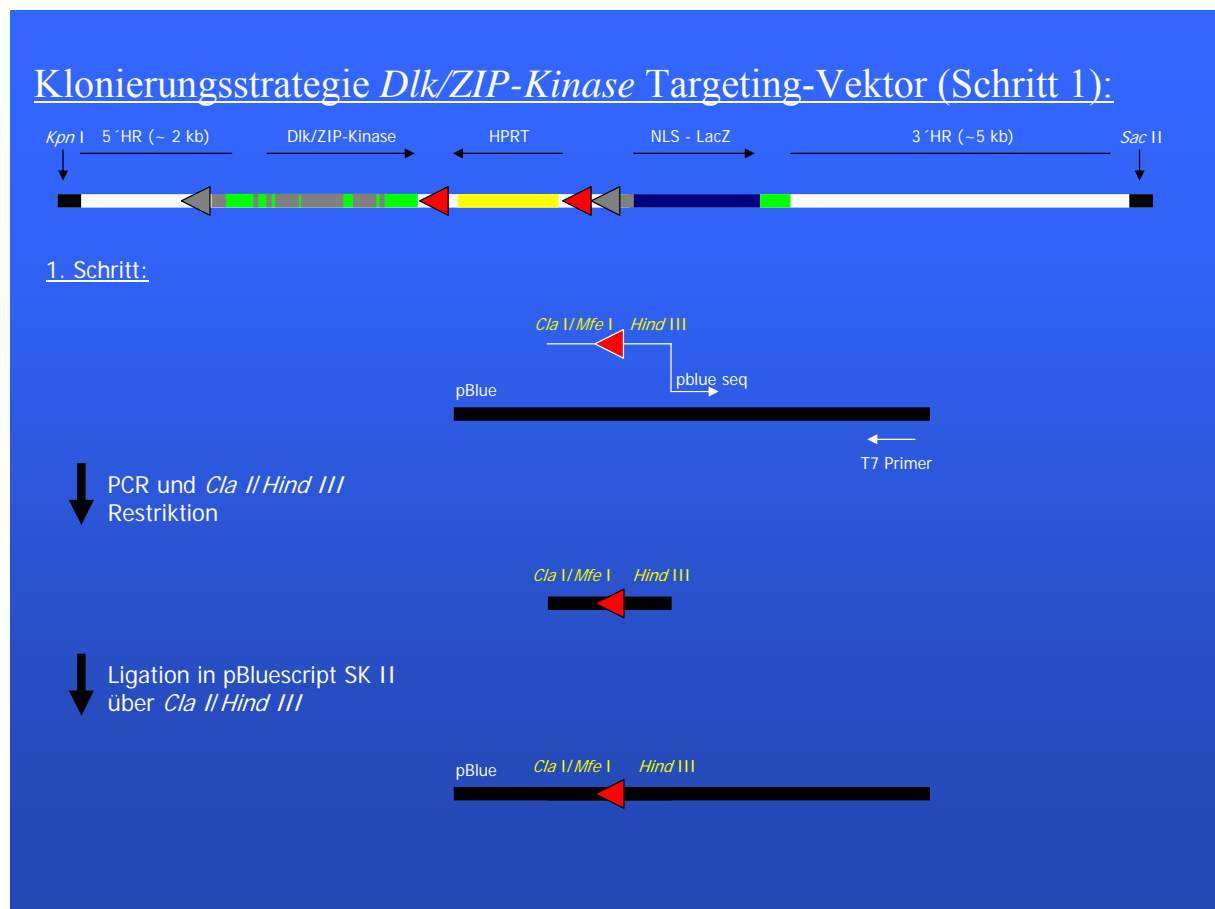 Klonierungsstrategie Dlk/ZIP-Kinase Targeting-Vektor (Schritt 1):
Kpn I 5´HR (~ 2 kb) Dlk/ZIP-Kinase HPRT NLS - LacZ 3´HR (~5 kb) Sac II
1. Schritt:
Cla I/Mfe I Hind III
pblue seq
pBlue
T7 Primer
PCR und Cla I/Hind III
Restriktion
Cla I/Mfe I Hind III
Ligation in pBluescript SK II
über Cla I/Hind III
Cla I/Mfe I Hind III
pBlue